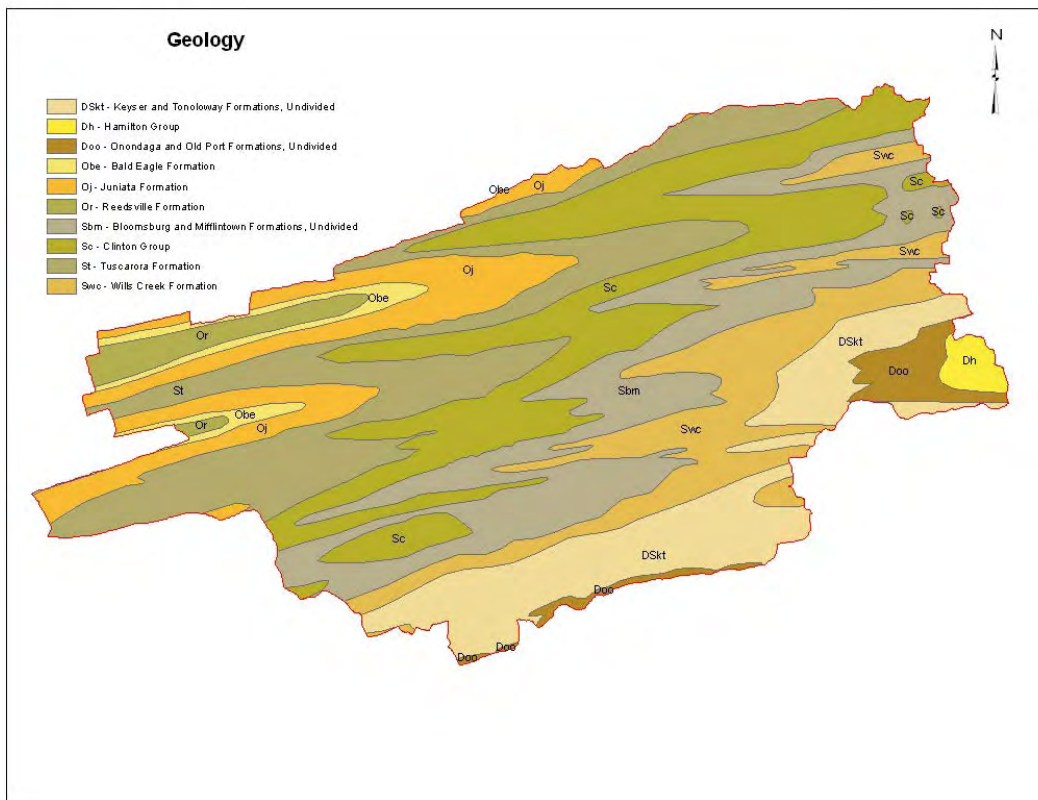 Geology
N
DSkt - Keyser and Tonoloway Formations, Undivided
Dh - Hamilton Group
Doo - Onondaga and Old Port Formations, Undivided
Obe - Bald Eagle Formation
Oj - Juniata Formation
Or - Reedsville Formation
Sbm - Bloomsburg and Mifflintown Formations, Undivided
Sc - Clinton Group
St - Tuscarora Formation
Swc - Wills Creek Formation
Swc
Obe
Oj
Sc
Sc
Sc
Swc
Oj
Sc
Obe
Or
DSkt
Dh
Doo
St
Sbm
Obe
Or
Oj
Swc
Sc
DSkt
Doo
Doo
Doo